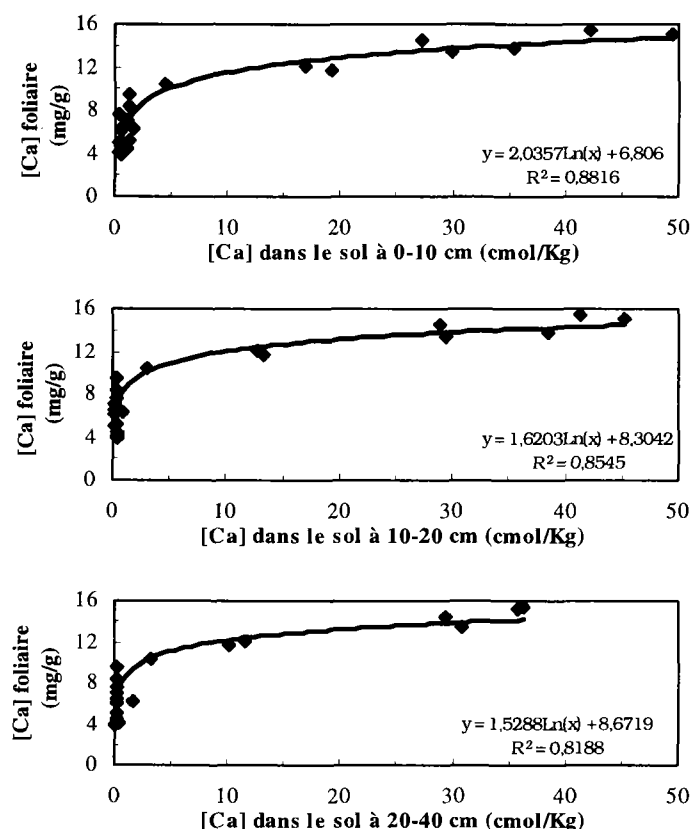 16
12
8
4
0
[Ca] foliaire
(mg/g)
y = 2,0357Ln(x) + 6,806
R² = 0,8816
0 10 20 30 40 50
[Ca] dans le sol à 0-10 cm (cmol/Kg)
16
12
8
4
0
[Ca] foliaire
(mg/g)
y = 1,6203Ln(x) + 8,3042
R² = 0,8545
0 10 20 30 40 50
[Ca] dans le sol à 10-20 cm (cmol/Kg)
16
12
8
4
0
[Ca] foliaire
(mg/g)
y = 1,5288Ln(x) + 8,6719
R² = 0,8188
0 10 20 30 40 50
[Ca] dans le sol à 20-40 cm (cmol/Kg)